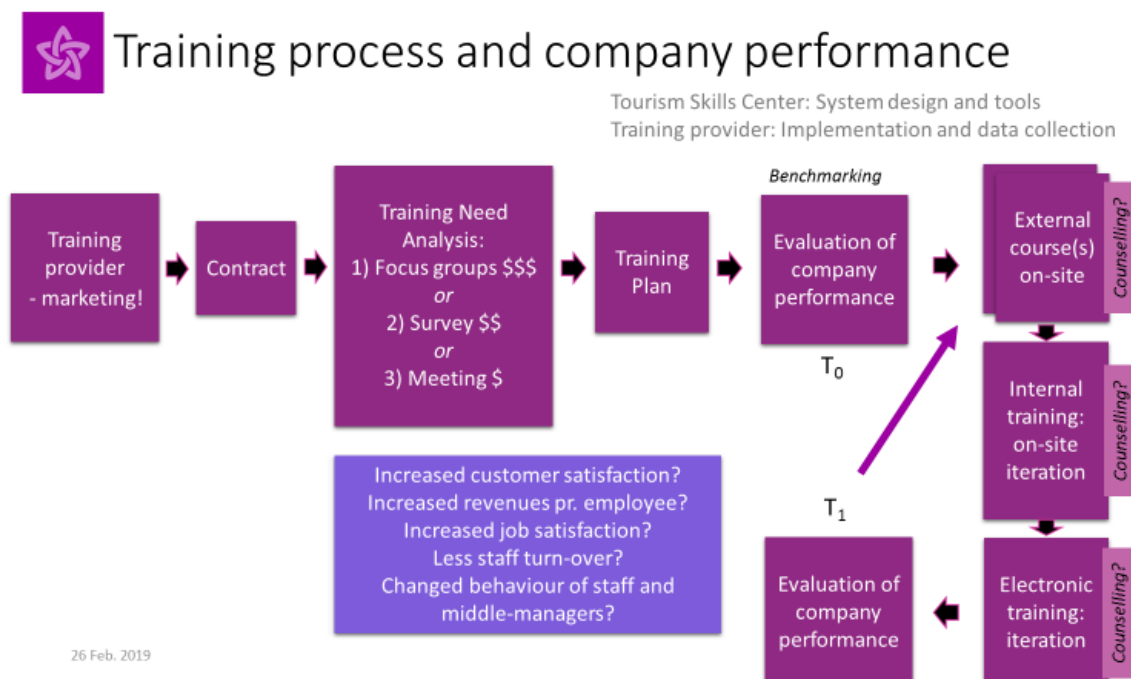 Training process and company performance
Tourism Skills Center: System design and tools
Training provider: Implementation and data collection
Training
provider
- marketing!
Contract
Training Need
Analysis:
1) Focus groups $$$
or
2) Survey $$
or
3) Meeting $
Training
Plan
Benchmarking
Evaluation of
company
performance
T₀
External
course(s)
on-site
Counselling?
Internal
training:
on-site
iteration
Counselling?
Electronic
training:
iteration
Counselling?
T₁
Evaluation of
company
performance
Increased customer satisfaction?
Increased revenues pr. employee?
Increased job satisfaction?
Less staff turn-over?
Changed behaviour of staff and
middle-managers?
26 Feb. 2019